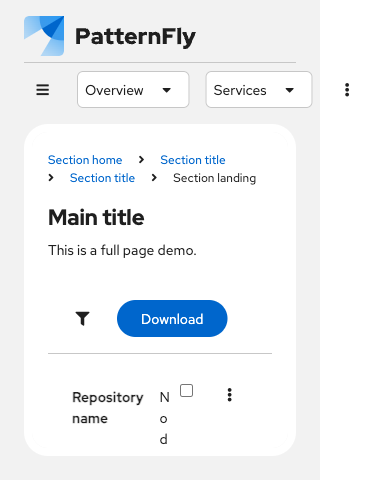 PatternFly
Overview Services
Section home Section title
Section title Section landing
Main title
This is a full page demo.
Download
Repository name
N
o
d